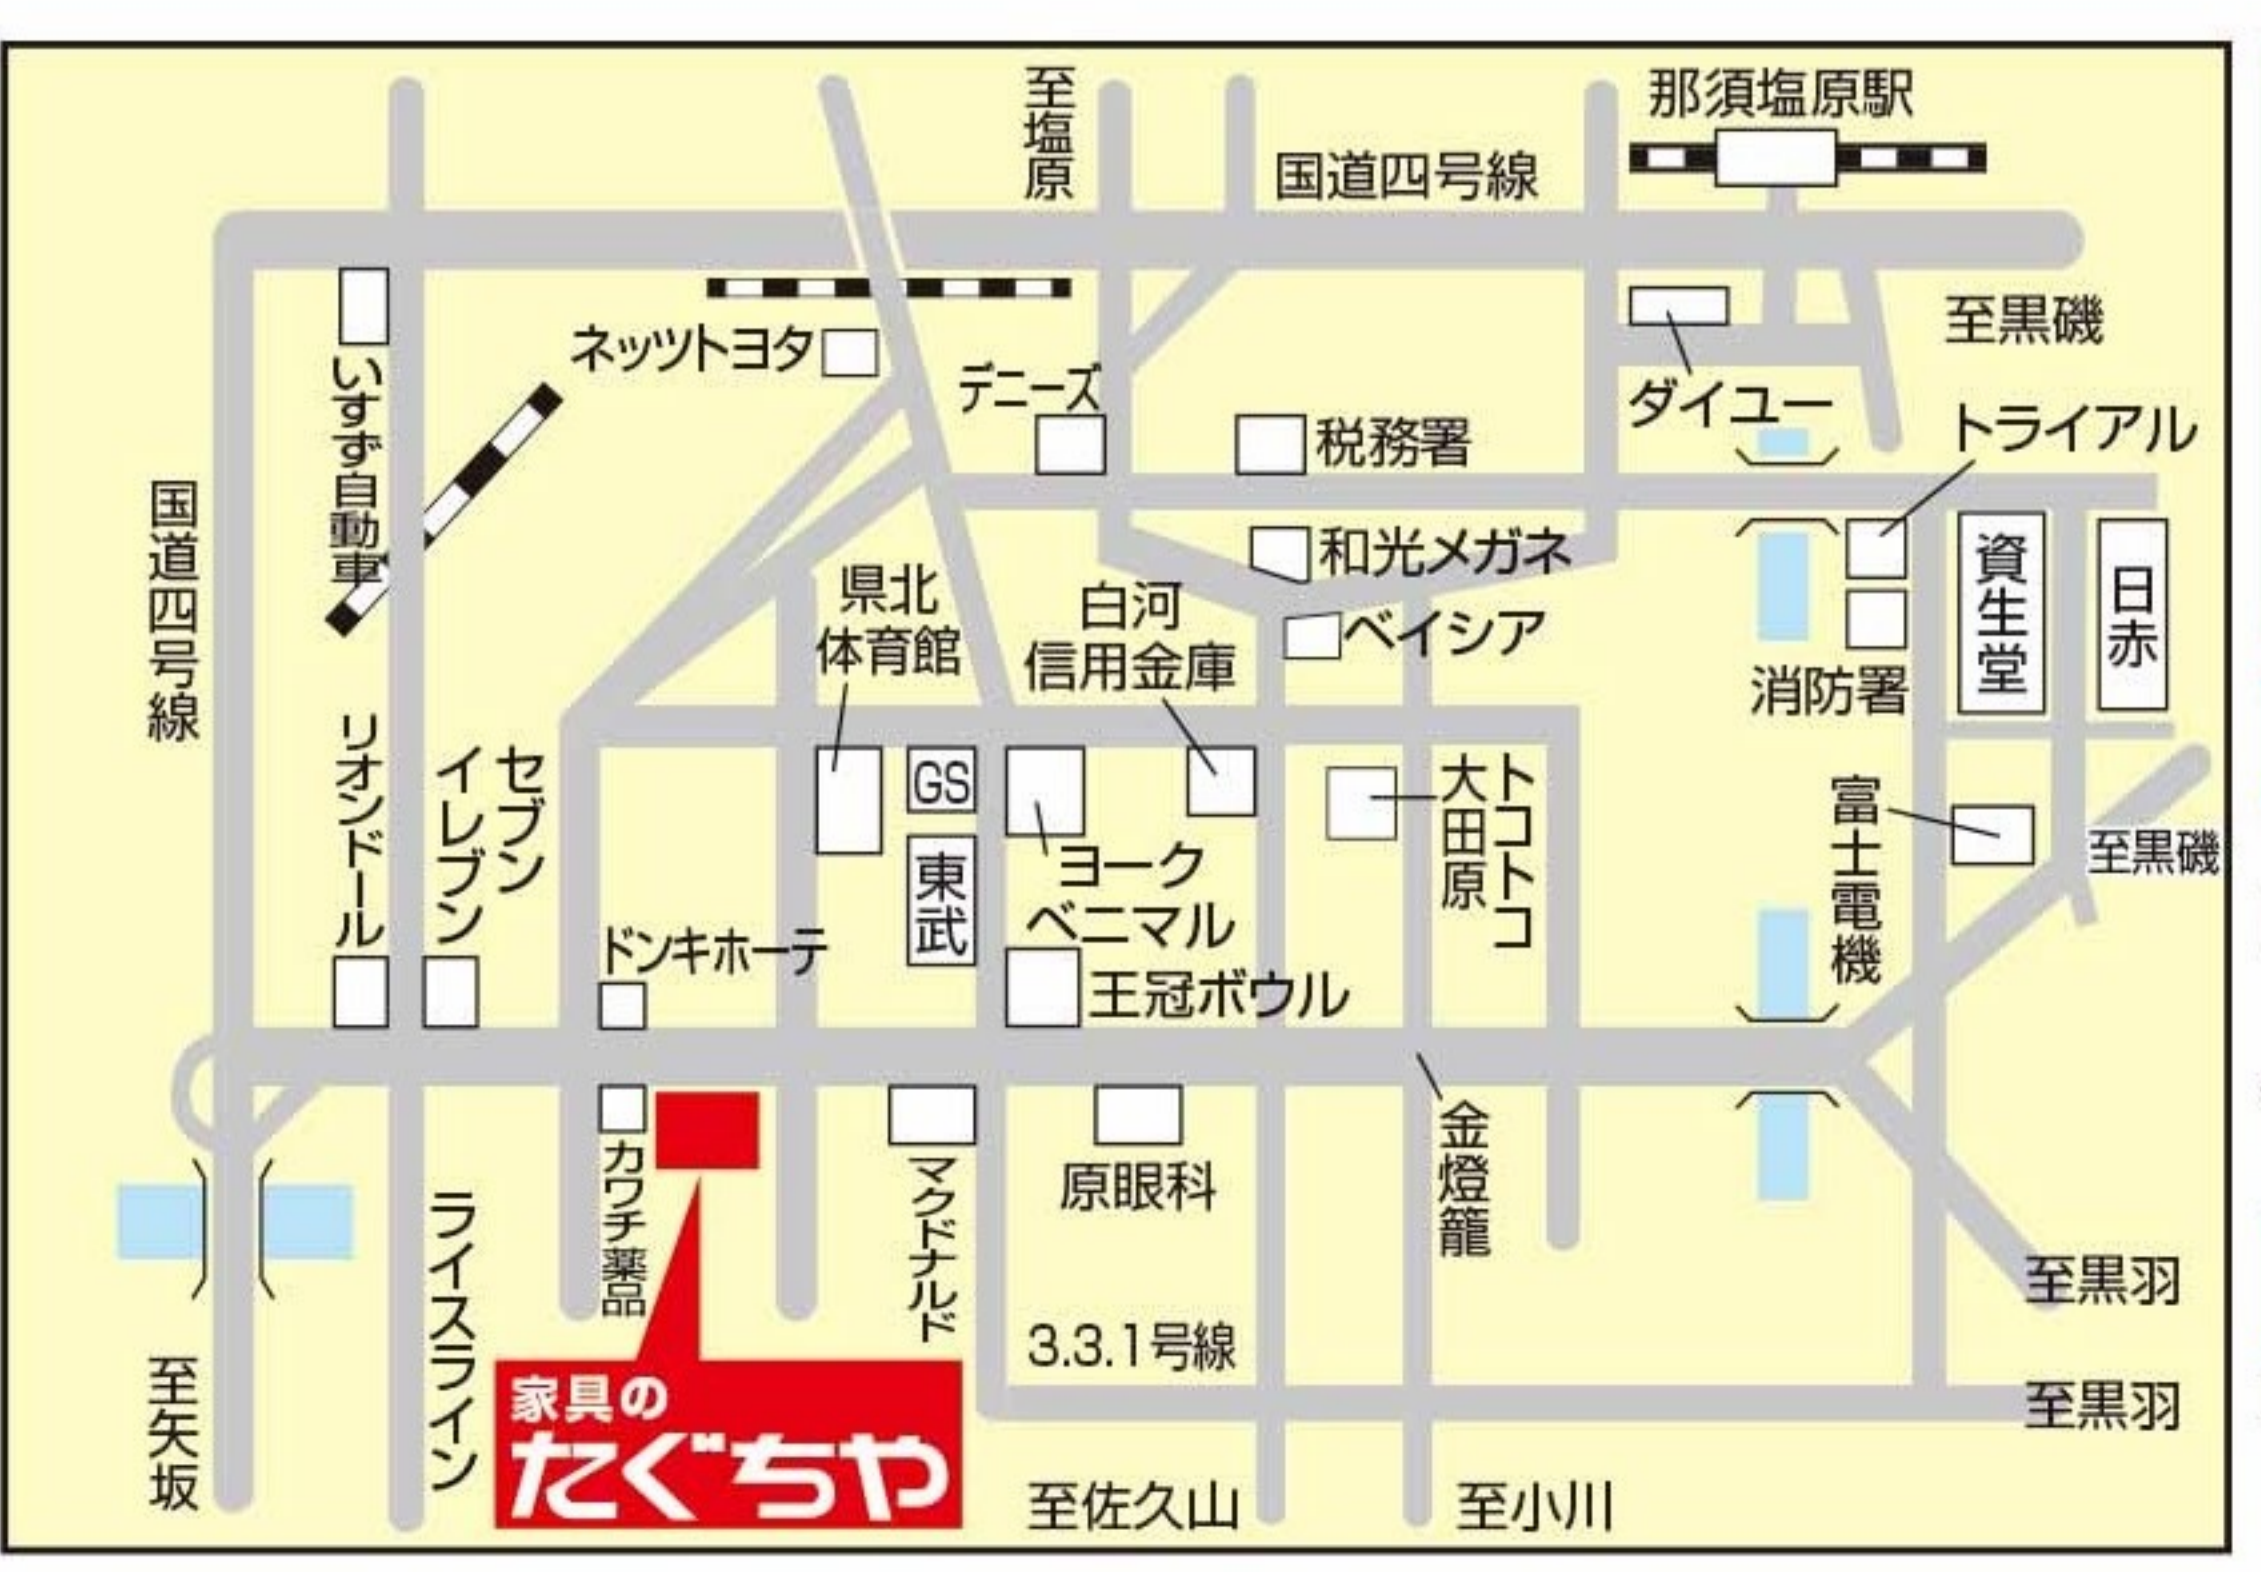 至塩原
那須塩原駅
国道四号線
至黒磯
ネッツトヨタ
いすず自動車
デニーズ
税務署
ダイユー
トライアル
国道四号線
和光メガネ
ベイシア
県北
体育館
白河
信用金庫
消防署
資生堂
日赤
リオンドール
セブン
イレブン
GS
東武
ヨーク
ベニマル
トコトコ
大田原
富士電機
至黒磯
ドンキホーテ
王冠ボウル
カワチ薬品
マクドナルド
原眼科
金燈籠
ライスライン
至黒羽
3.3.1号線
至矢坂
家具の
たぐちや
至黒羽
至佐久山
至小川